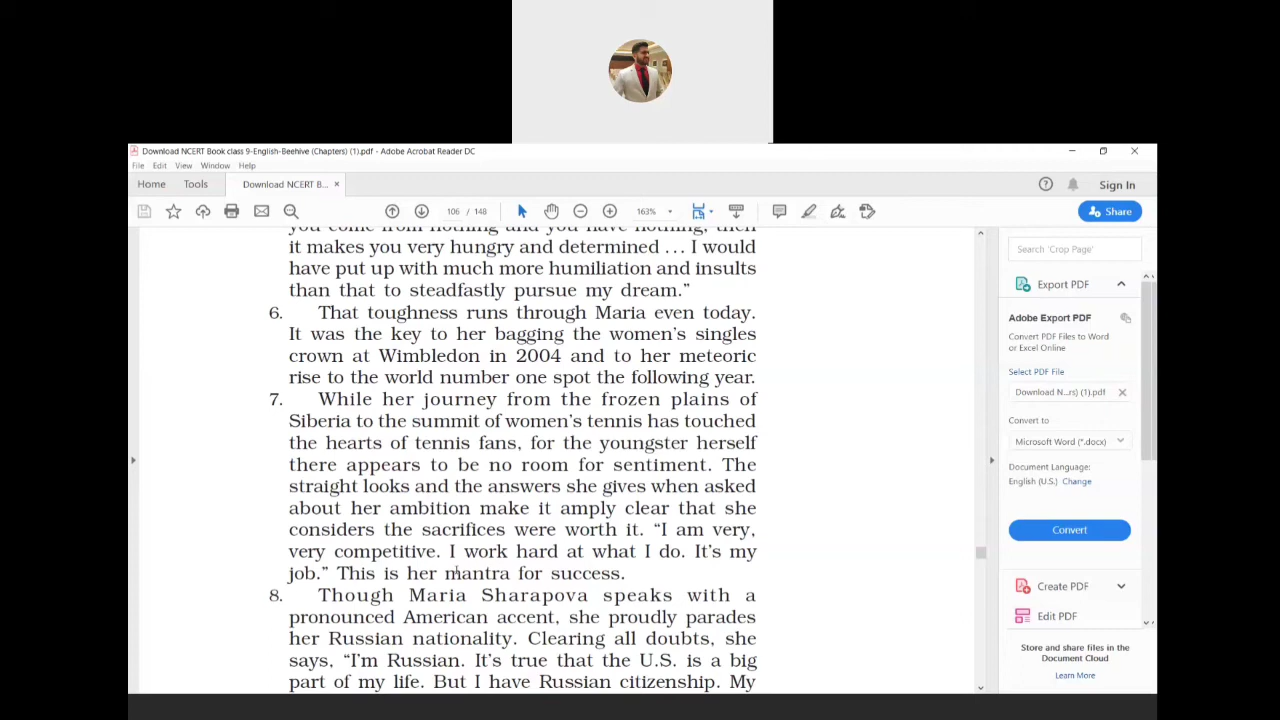 Download NCERT Book class 9-English-Beehive (Chapters) (1).pdf - Adobe Acrobat Reader DC
File Edit View Window Help
Home Tools Download NCERT B... × Sign In
106 / 148 163% Share
you come from nothing and you have nothing, then
it makes you very hungry and determined ... I would
have put up with much more humiliation and insults
than that to steadfastly pursue my dream.”
6. That toughness runs through Maria even today.
It was the key to her bagging the women’s singles
crown at Wimbledon in 2004 and to her meteoric
rise to the world number one spot the following year.
7. While her journey from the frozen plains of
Siberia to the summit of women’s tennis has touched
the hearts of tennis fans, for the youngster herself
there appears to be no room for sentiment. The
straight looks and the answers she gives when asked
about her ambition make it amply clear that she
considers the sacrifices were worth it. “I am very,
very competitive. I work hard at what I do. It’s my
job.” This is her mantra for success.
8. Though Maria Sharapova speaks with a
pronounced American accent, she proudly parades
her Russian nationality. Clearing all doubts, she
says, “I’m Russian. It’s true that the U.S. is a big
part of my life. But I have Russian citizenship. My
Search 'Crop Page'
Export PDF
Adobe Export PDF
Convert PDF Files to Word
or Excel Online
Select PDF File
Download N...rs) (1).pdf
Convert to
Microsoft Word (*.docx)
Document Language:
English (U.S.) Change
Convert
Create PDF
Edit PDF
Store and share files in the
Document Cloud
Learn More